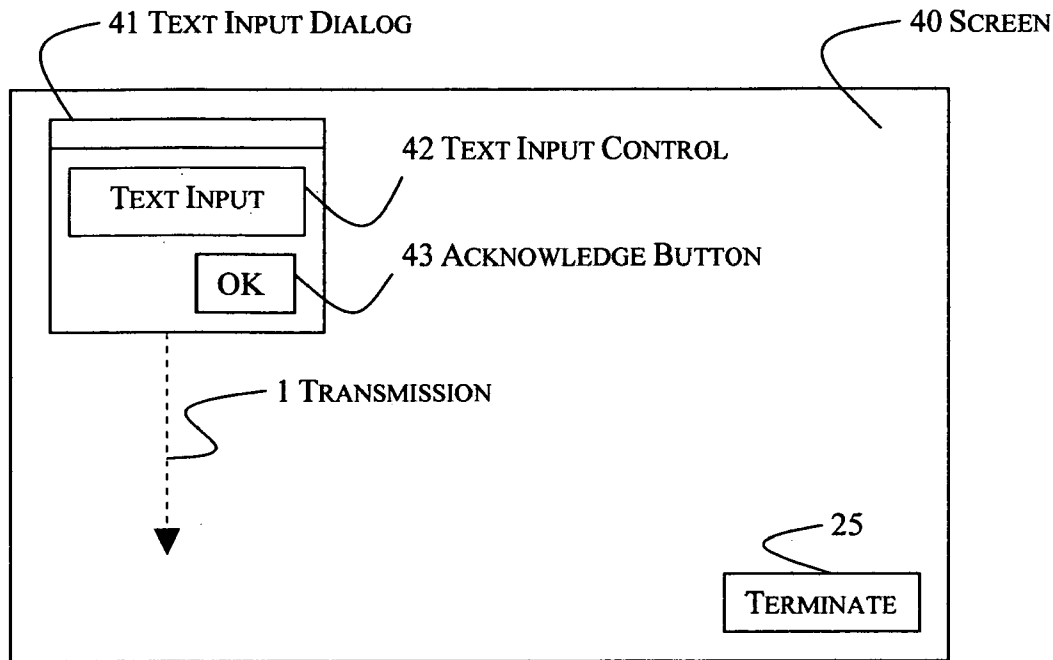 41 TEXT INPUT DIALOG
40 SCREEN
42 TEXT INPUT CONTROL
TEXT INPUT
43 ACKNOWLEDGE BUTTON
OK
1 TRANSMISSION
25
TERMINATE